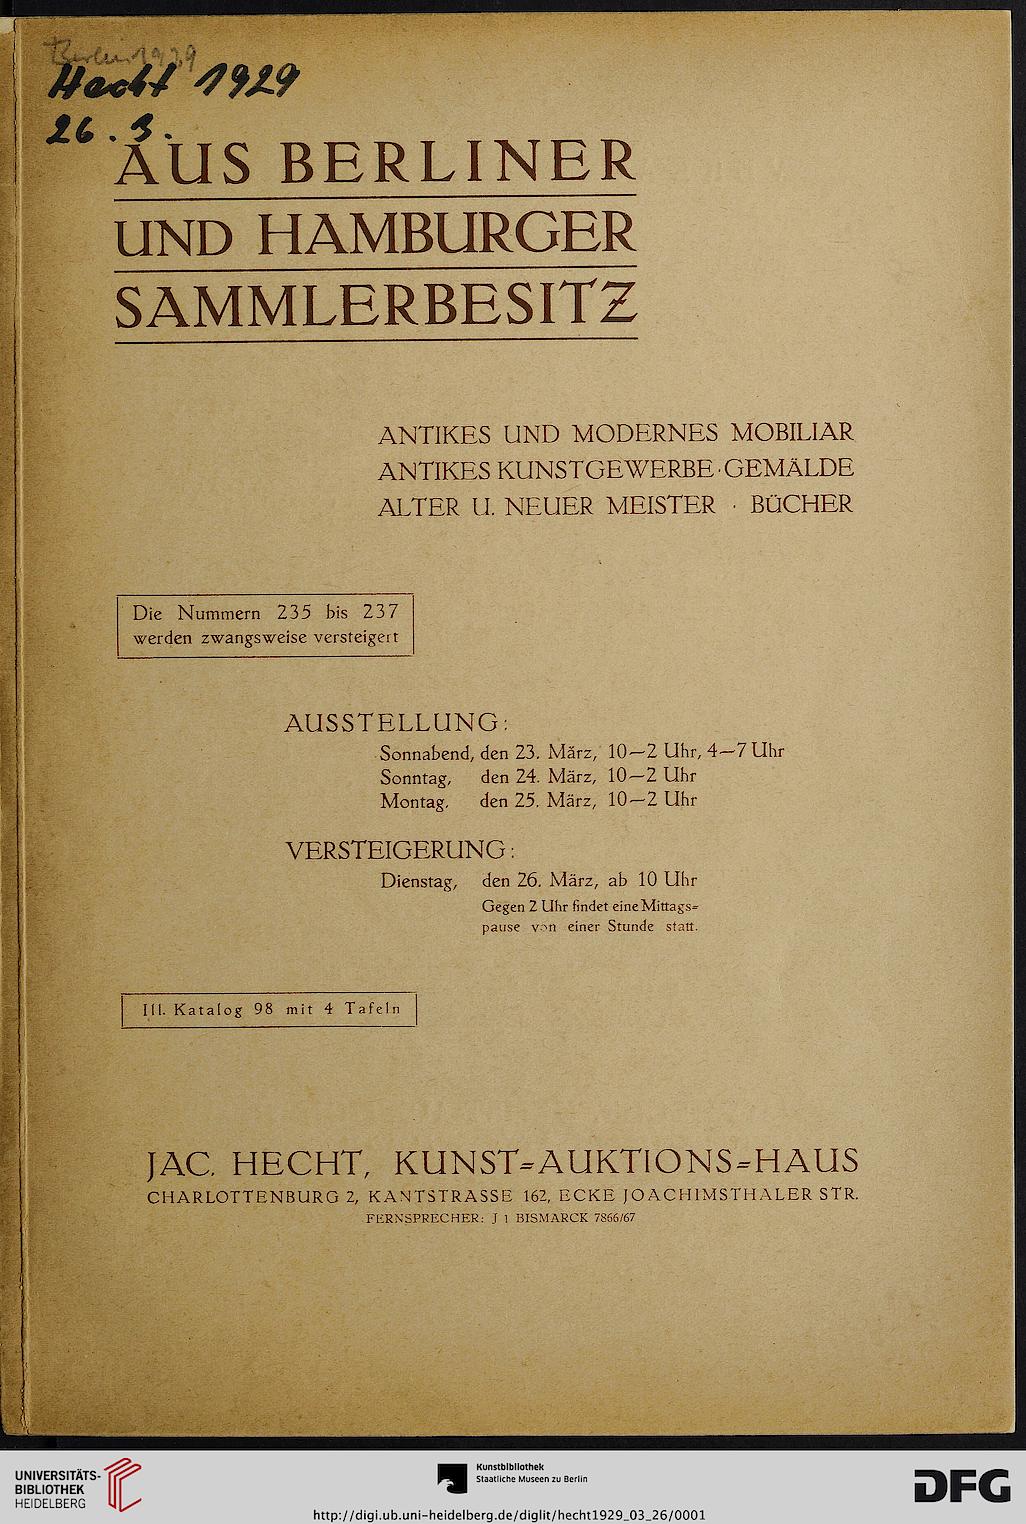 Berlin 1929
Hecht 1929
26.3.
AUS BERLINER
UND HAMBURGER
SAMMLERBESITZ
ANTIKES UND MODERNES MOBILIAR
ANTIKES KUNSTGEWERBE · GEMÄLDE
ALTER U. NEUER MEISTER · BÜCHER
Die Nummern 235 bis 237
werden zwangsweise versteigert
AUSSTELLUNG:
Sonnabend, den 23. März, 10—2 Uhr, 4—7 Uhr
Sonntag, den 24. März, 10—2 Uhr
Montag, den 25. März, 10—2 Uhr
VERSTEIGERUNG:
Dienstag, den 26. März, ab 10 Uhr
Gegen 2 Uhr findet eine Mittags-
pause von einer Stunde statt.
Ill. Katalog 98 mit 4 Tafeln
JAC. HECHT, KUNST-AUKTIONS-HAUS
CHARLOTTENBURG 2, KANTSTRASSE 162, ECKE JOACHIMSTHALER STR.
FERNSPRECHER: J 1 BISMARCK 7866/67
UNIVERSITÄTS-
BIBLIOTHEK
HEIDELBERG
Kunstbibliothek
Staatliche Museen zu Berlin
DFG
http://digi.ub.uni-heidelberg.de/diglit/hecht1929_03_26/0001